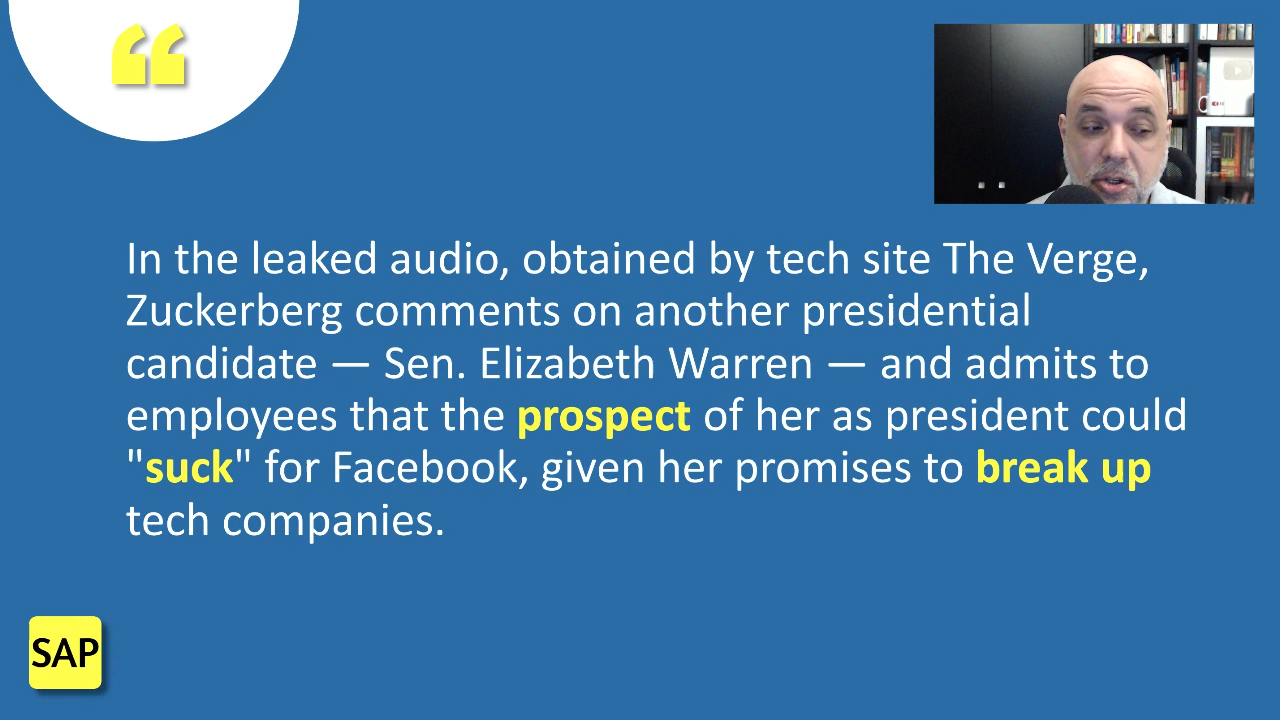 “
In the leaked audio, obtained by tech site The Verge,
Zuckerberg comments on another presidential
candidate — Sen. Elizabeth Warren — and admits to
employees that the prospect of her as president could
"suck" for Facebook, given her promises to break up
tech companies.
SAP